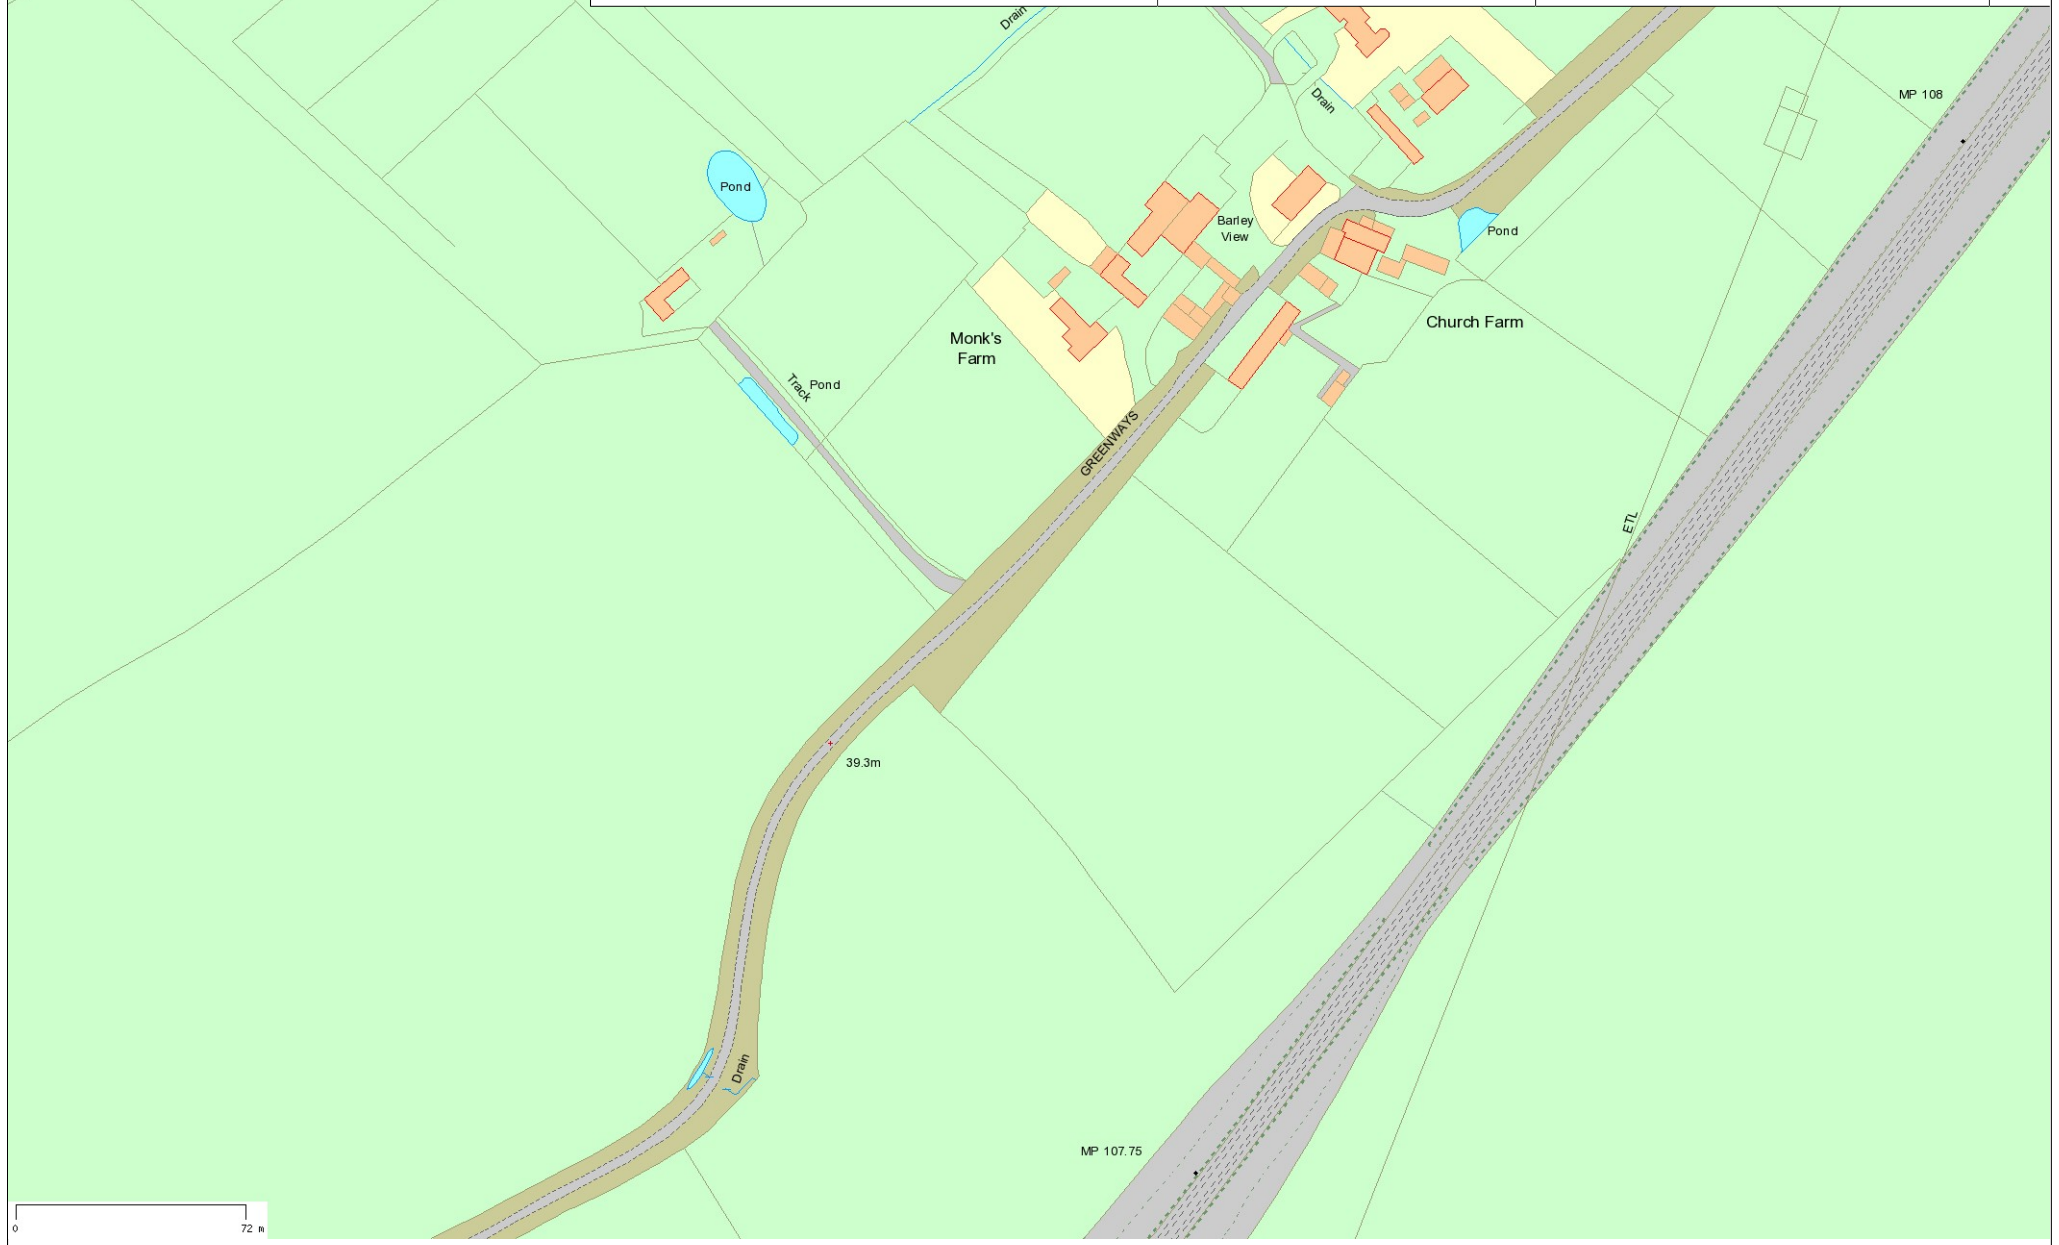 Drain
MP 108
Drain
Pond
Barley
View
Pond
Church Farm
Monk's
Farm
Track
Pond
GREENWAYS
ETL
39.3m
Drain
MP 107.75
0 72 m